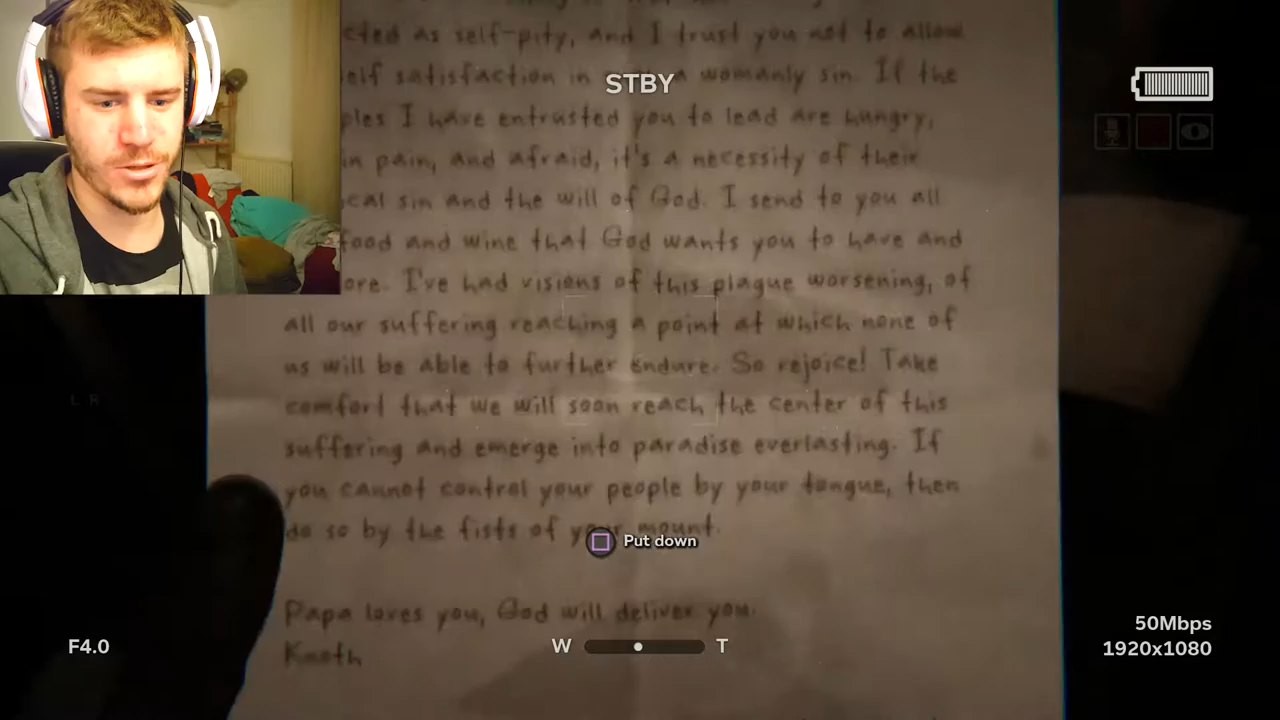 cted as self-pity, and I trust you not to allow
elf satisfaction in womanly sin. If the
ples I have entrusted you to lead are hungry,
in pain, and afraid, it's a necessity of their
cal sin and the will of God. I send to you all
food and wine that God wants you to have and
ore. I've had visions of this plague worsening, of
all our suffering reaching a point at which none of
us will be able to further endure. So rejoice! Take
comfort that we will soon reach the center of this
suffering and emerge into paradise everlasting. If
you cannot control your people by your tongue, then
do so by the fists of your mount.
Papa loves you, God will deliver you.
Knoth
STBY
L R
Put down
F4.0
W T
50Mbps
1920x1080